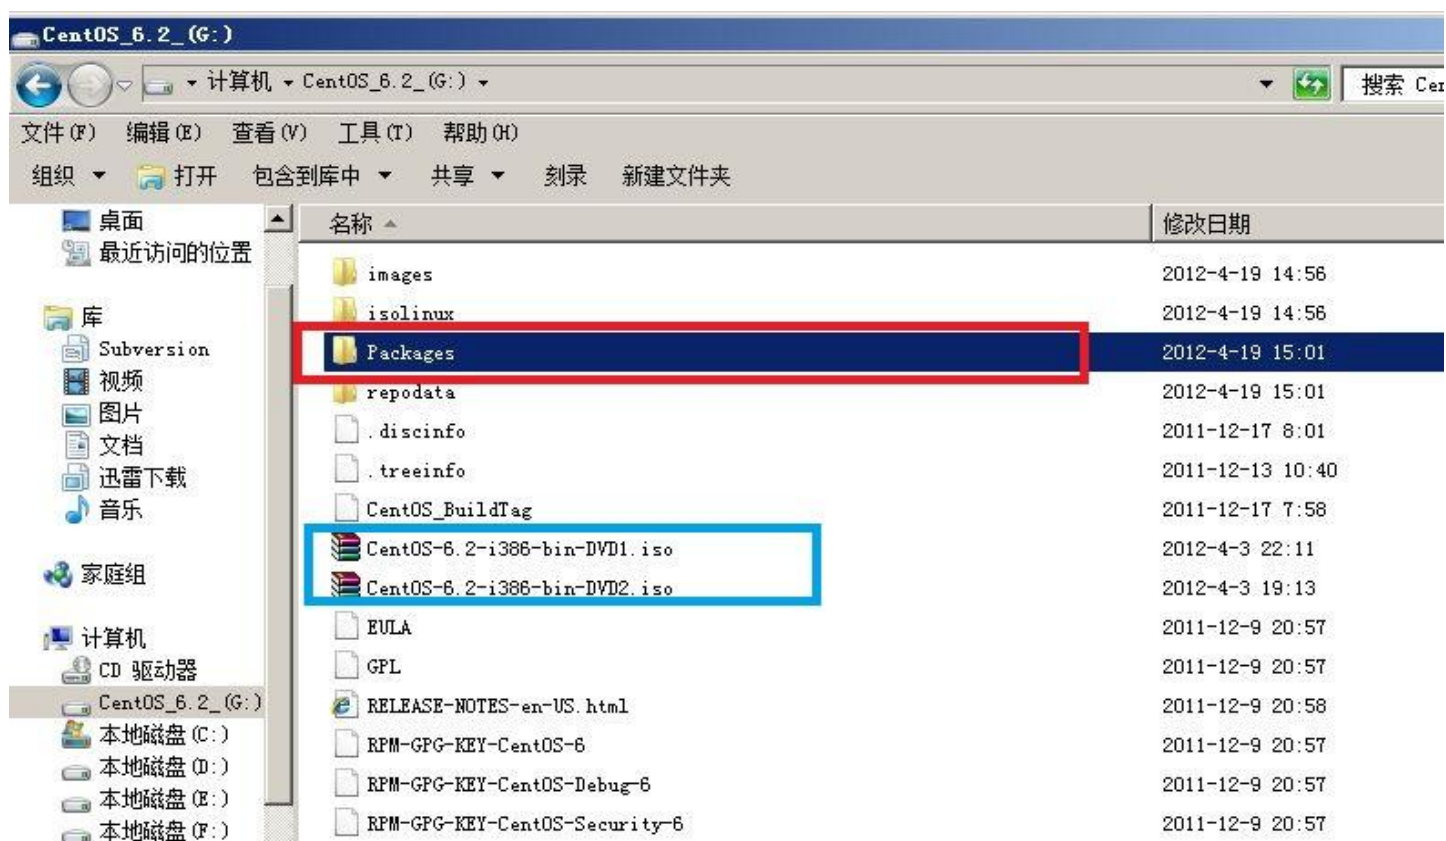 CentOS_6.2_(G:)
计算机 CentOS_6.2_(G:) 搜索 Cen
文件(F) 编辑(E) 查看(V) 工具(T) 帮助(H)
组织 打开 包含到库中 共享 刻录 新建文件夹
桌面
最近访问的位置
库
Subversion
视频
图片
文档
迅雷下载
音乐
家庭组
计算机
CD 驱动器
CentOS_6.2_(G:)
本地磁盘(C:)
本地磁盘(D:)
本地磁盘(E:)
本地磁盘(F:)
名称 修改日期
images 2012-4-19 14:56
isolinux 2012-4-19 14:56
Packages 2012-4-19 15:01
repodata 2012-4-19 15:01
.discinfo 2011-12-17 8:01
.treeinfo 2011-12-13 10:40
CentOS_BuildTag 2011-12-17 7:58
CentOS-6.2-i386-bin-DVD1.iso 2012-4-3 22:11
CentOS-6.2-i386-bin-DVD2.iso 2012-4-3 19:13
EULA 2011-12-9 20:57
GPL 2011-12-9 20:57
RELEASE-NOTES-en-US.html 2011-12-9 20:58
RPM-GPG-KEY-CentOS-6 2011-12-9 20:57
RPM-GPG-KEY-CentOS-Debug-6 2011-12-9 20:57
RPM-GPG-KEY-CentOS-Security-6 2011-12-9 20:57